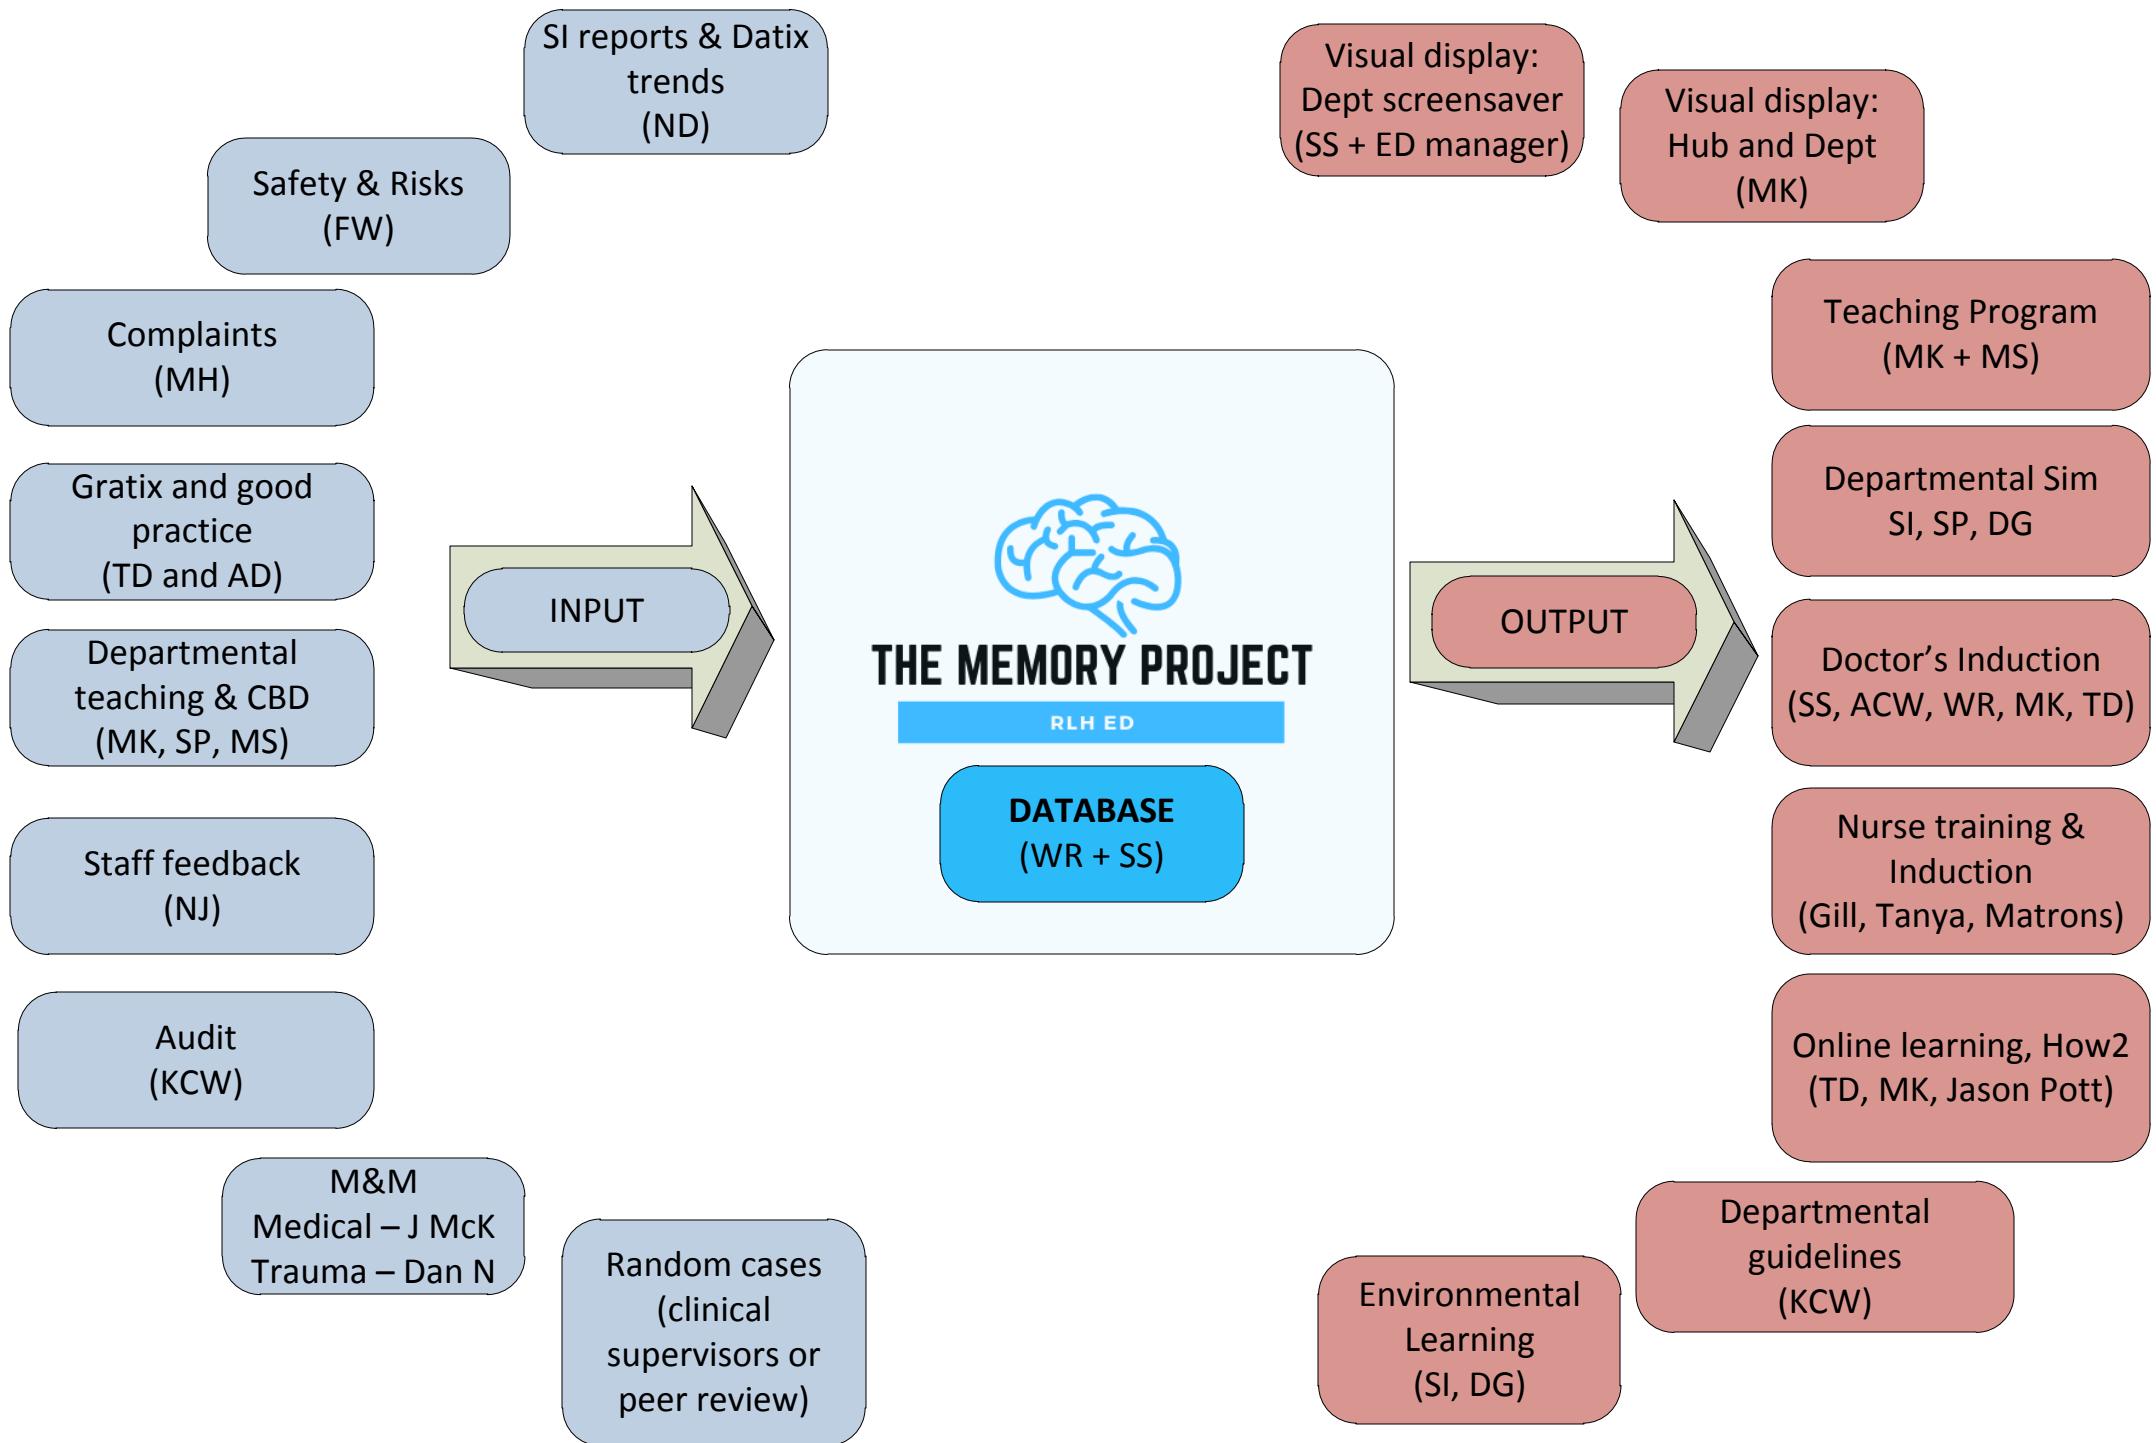 SI reports & Datix
trends
(ND)
Safety & Risks
(FW)
Complaints
(MH)
Gratix and good
practice
(TD and AD)
Departmental
teaching & CBD
(MK, SP, MS)
Staff feedback
(NJ)
Audit
(KCW)
M&M
Medical – J McK
Trauma – Dan N
Random cases
(clinical
supervisors or
peer review)
INPUT
THE MEMORY PROJECT
RLH ED
DATABASE
(WR + SS)
OUTPUT
Visual display:
Dept screensaver
(SS + ED manager)
Visual display:
Hub and Dept
(MK)
Teaching Program
(MK + MS)
Departmental Sim
SI, SP, DG
Doctor’s Induction
(SS, ACW, WR, MK, TD)
Nurse training &
Induction
(Gill, Tanya, Matrons)
Online learning, How2
(TD, MK, Jason Pott)
Departmental
guidelines
(KCW)
Environmental
Learning
(SI, DG)